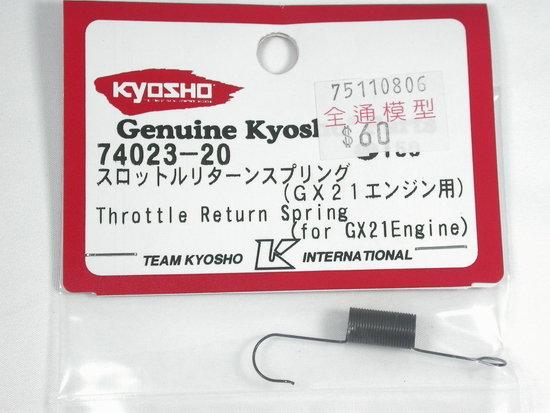 KYOSHO
75110806
全通模型
$60
Genuine Kyosh
74023-20
スロットルリターンスプリング
(GX21エンジン用)
Throttle Return Spring
(for GX21Engine)
TEAM KYOSHO K INTERNATIONAL